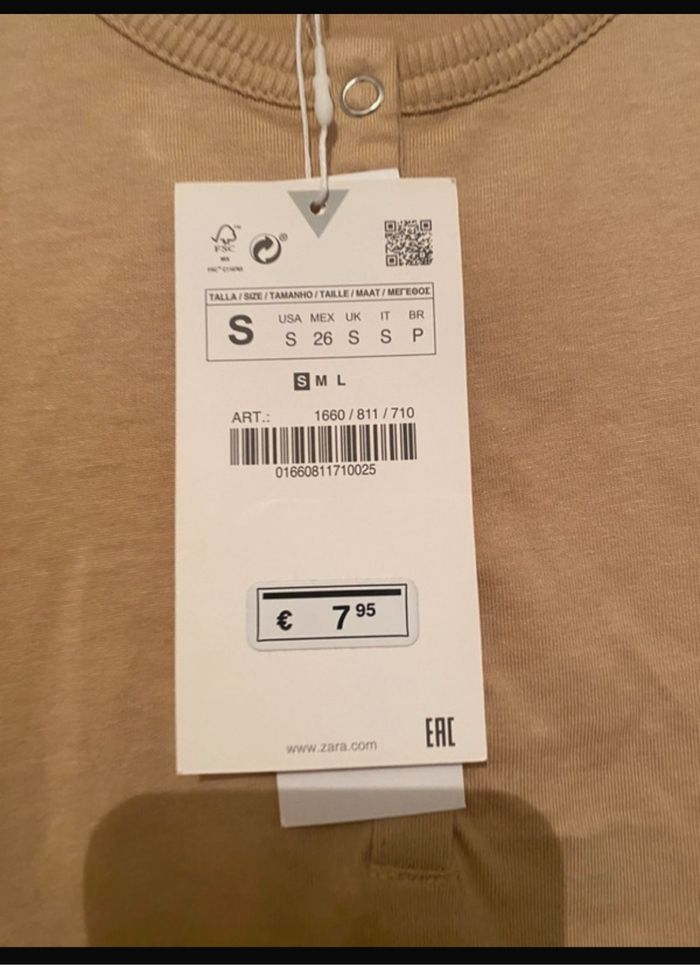 FSC
TALLA / SIZE / TAMANHO / TAILLE / MAAT / ΜΕΓΕΘΟΣ
S
USA MEX UK IT BR
S 26 S S P
S M L
ART.: 1660 / 811 / 710
01660811710025
€ 7 95
www.zara.com
EAC